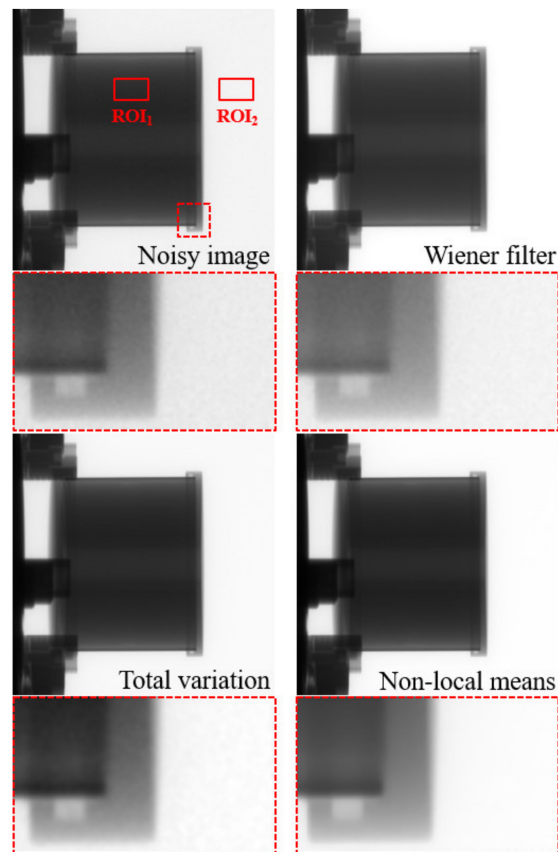 ROI₁ ROI₂
Noisy image Wiener filter
Total variation Non-local means